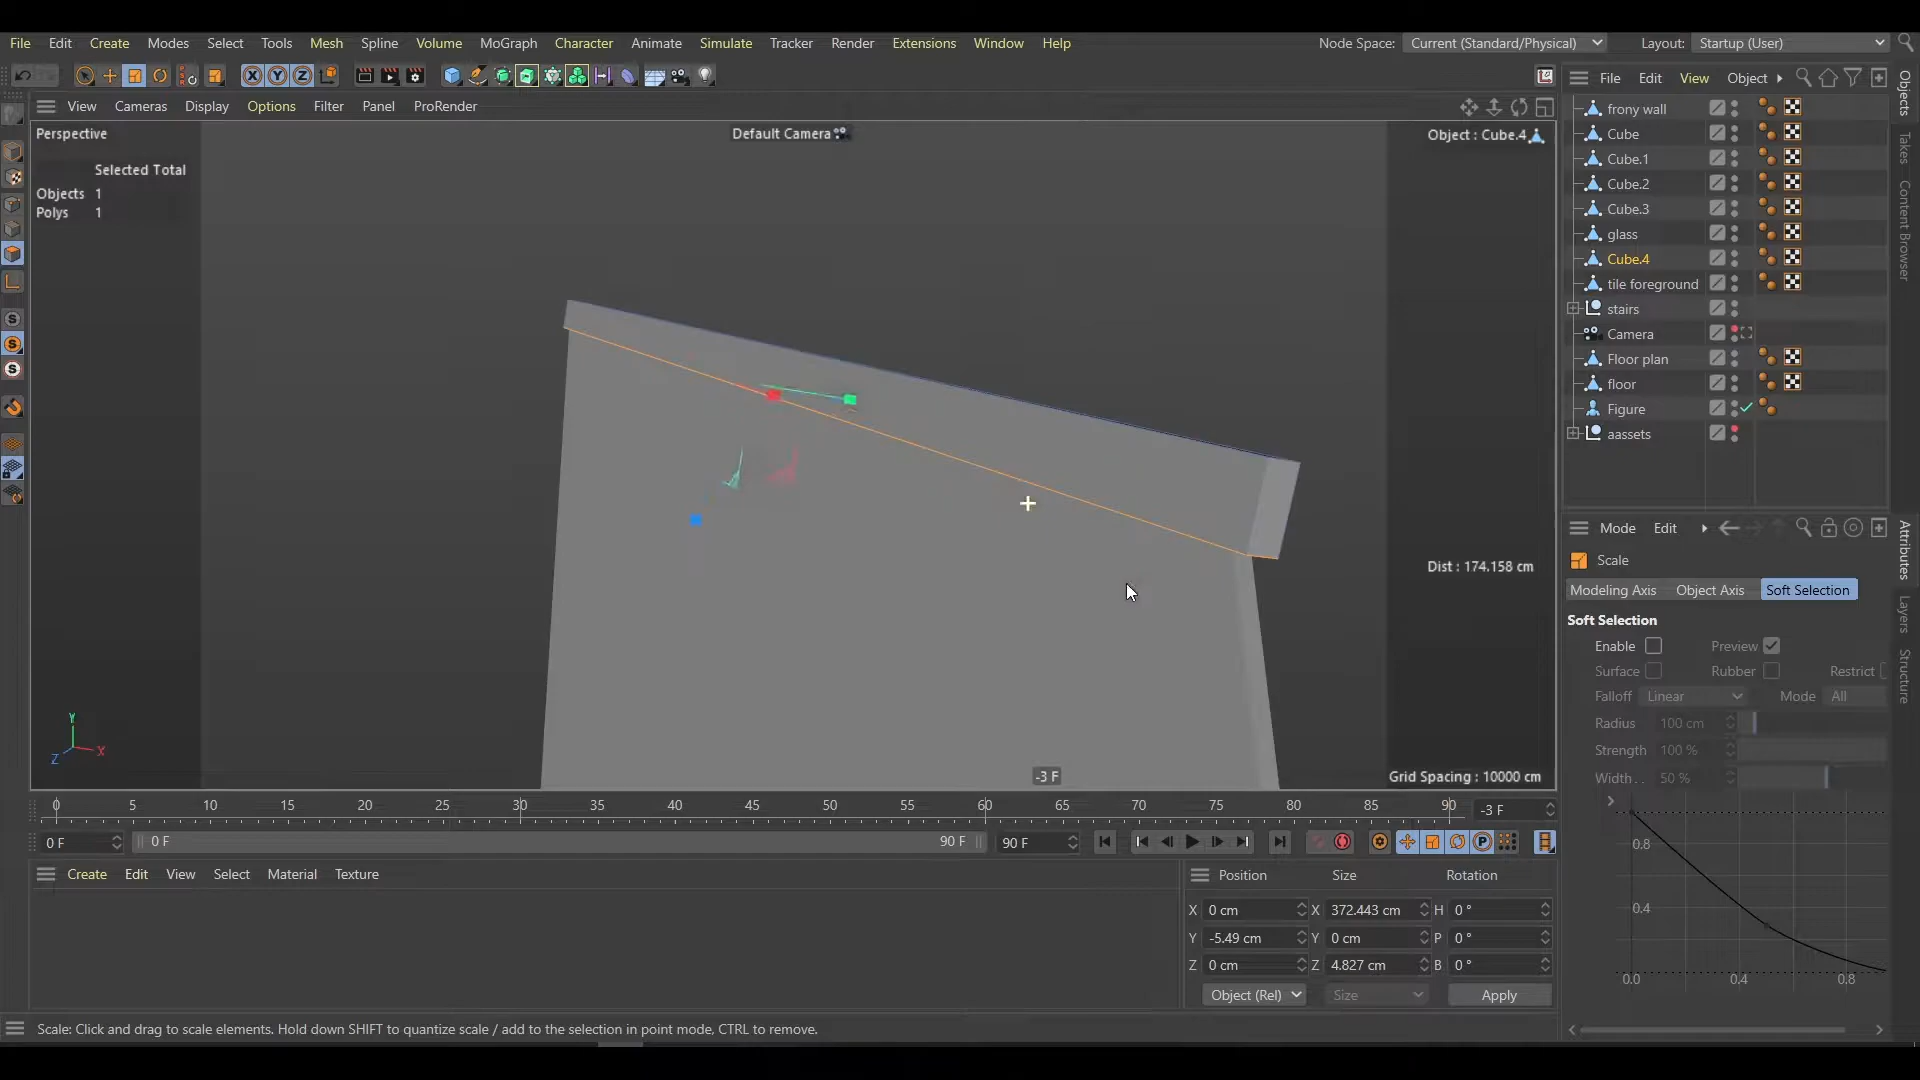 File Edit Create Modes Select Tools Mesh Spline Volume MoGraph Character Animate Simulate Tracker Render Extensions Window Help Node Space: Current (Standard/Physical) Layout: Startup (User)
View Cameras Display Options Filter Panel ProRender
File Edit View Object
Perspective
Default Camera
Object : Cube.4
Selected Total
Objects 1
Polys 1
Dist : 174.158 cm
Y
X
Z
-3 F
Grid Spacing : 10000 cm
frony wall
Cube
Cube.1
Cube.2
Cube.3
glass
Cube.4
tile foreground
stairs
Camera
Floor plan
floor
Figure
aassets
Objects
Takes
Content Browser
Mode Edit
Scale
Modeling Axis Object Axis Soft Selection
Soft Selection
Enable Preview
Surface Rubber Restrict
Falloff Linear Mode All
Radius 100 cm
Strength 100 %
Width . . 50 %
0.8
0.4
0.0 0.4 0.8
Attributes
Layers
Structure
0 5 10 15 20 25 30 35 40 45 50 55 60 65 70 75 80 85 90 -3 F
0 F 0 F 90 F 90 F
Create Edit View Select Material Texture
Position Size Rotation
X 0 cm X 372.443 cm H 0 °
Y -5.49 cm Y 0 cm P 0 °
Z 0 cm Z 4.827 cm B 0 °
Object (Rel) Size Apply
Scale: Click and drag to scale elements. Hold down SHIFT to quantize scale / add to the selection in point mode, CTRL to remove.